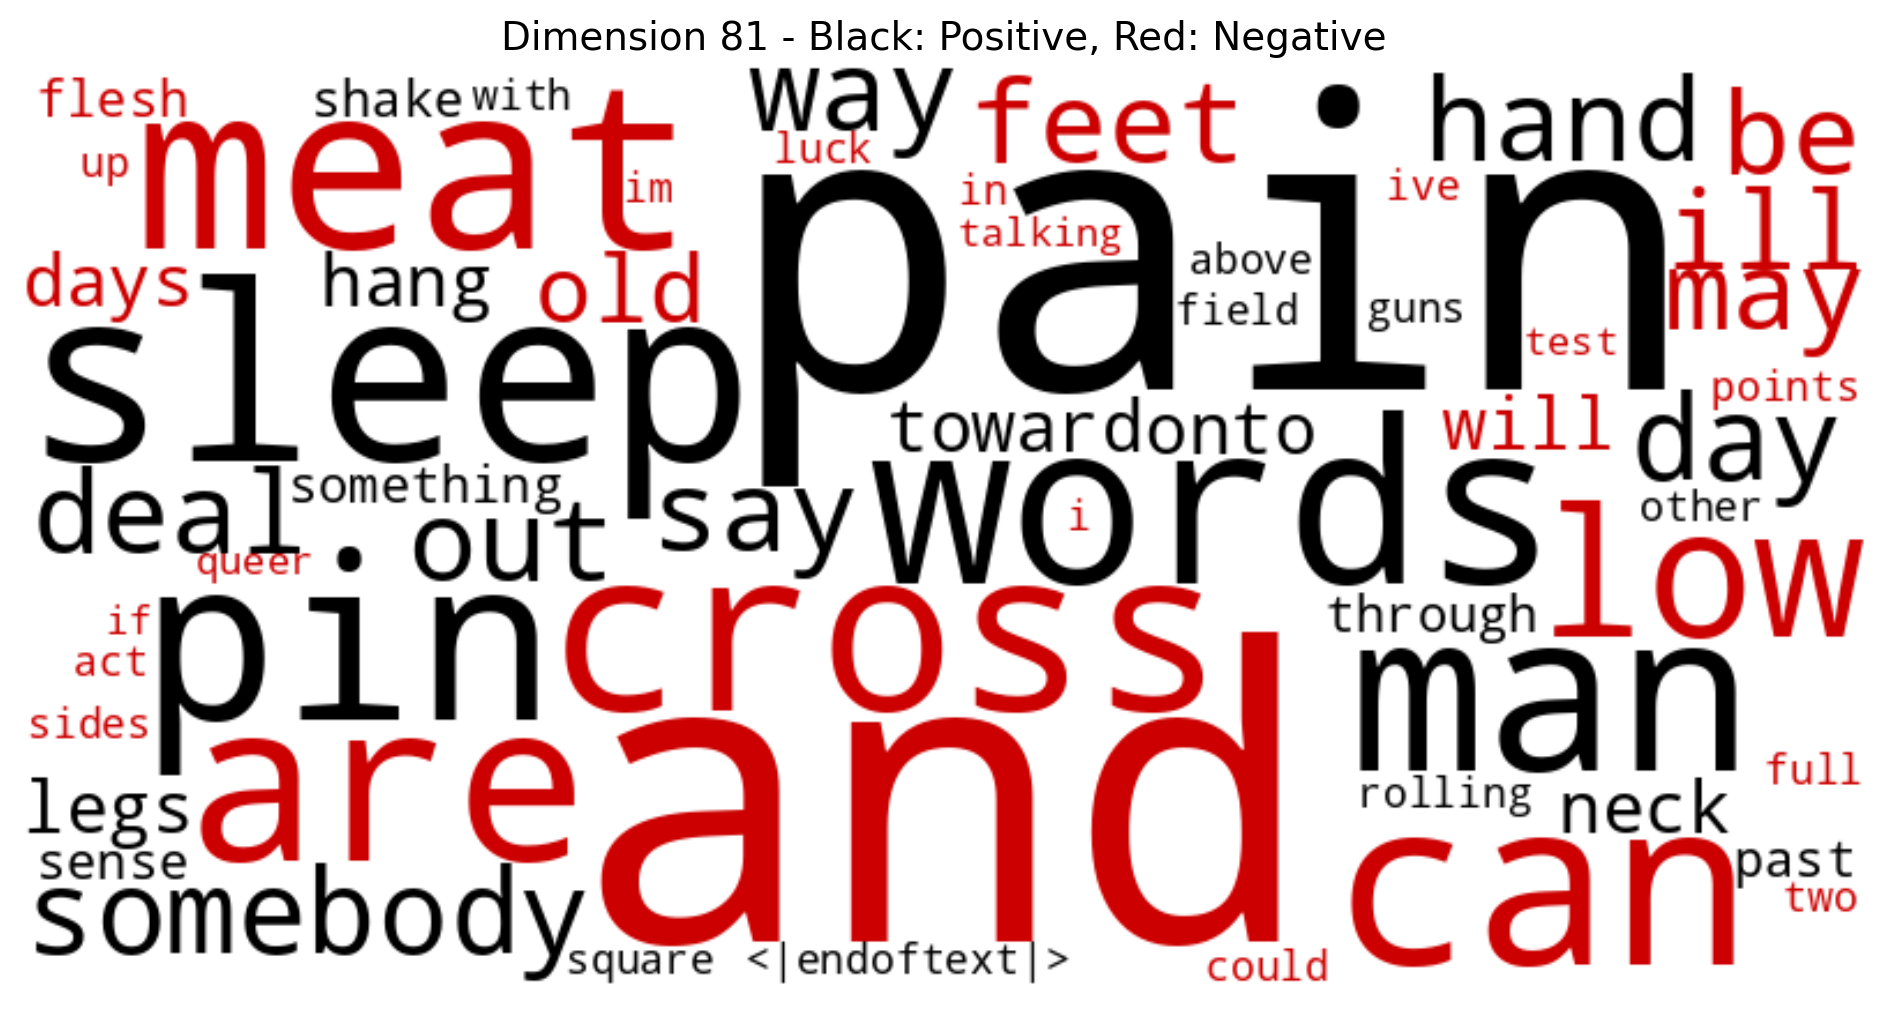 Dimension 81 - Black: Positive, Red: Negative
flesh shake with way feet hand be
up meat luck im in pain ive ill
talking
days hang old above may
sleep field guns test
points
towardonto will day
deal something say words i other low
queer out
if pin cross through
act man
sides are and full
legs rolling neck
sense can past
somebody two
square <|endoftext|> could